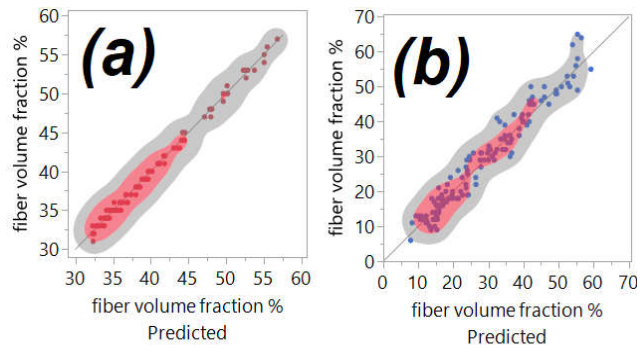 (a)
fiber volume fraction %
60
55
50
45
40
35
30
30 35 40 45 50 55 60
fiber volume fraction %
Predicted
(b)
fiber volume fraction %
70
60
50
40
30
20
10
0
0 10 20 30 40 50 60 70
fiber volume fraction %
Predicted